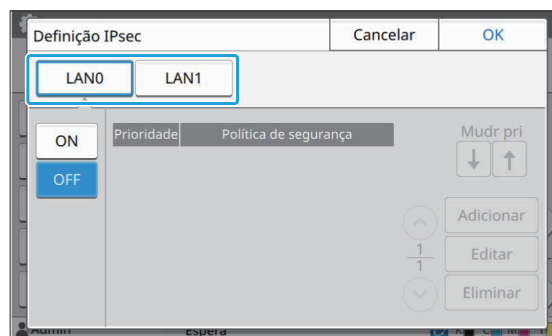 Definição IPsec Cancelar OK
LAN0 LAN1
ON Prioridade Política de segurança Mudr pri
OFF
Adicionar
1
1
Editar
Eliminar
Admin Espera